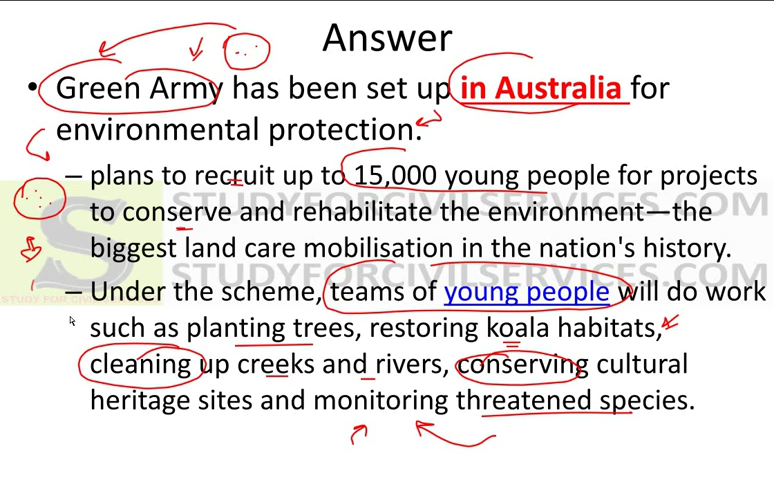 Answer
• Green Army has been set up in Australia for
environmental protection.
– plans to recruit up to 15,000 young people for projects
to conserve and rehabilitate the environment—the
biggest land care mobilisation in the nation's history.
– Under the scheme, teams of young people will do work
such as planting trees, restoring koala habitats,
cleaning up creeks and rivers, conserving cultural
heritage sites and monitoring threatened species.
STUDYFORCIVILSERVICES.COM
STUDYFORCIVILSERVICES.COM